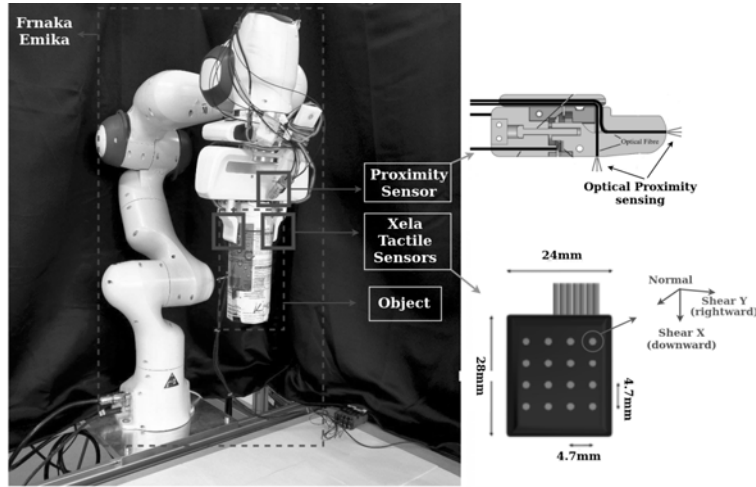 Frnaka
Emika
Proximity
Sensor
Xela
Tactile
Sensors
Object
Optical Fibre
Optical Proximity
sensing
24mm
28mm
4.7mm
4.7mm
Normal
Shear Y
(rightward)
Shear X
(downward)